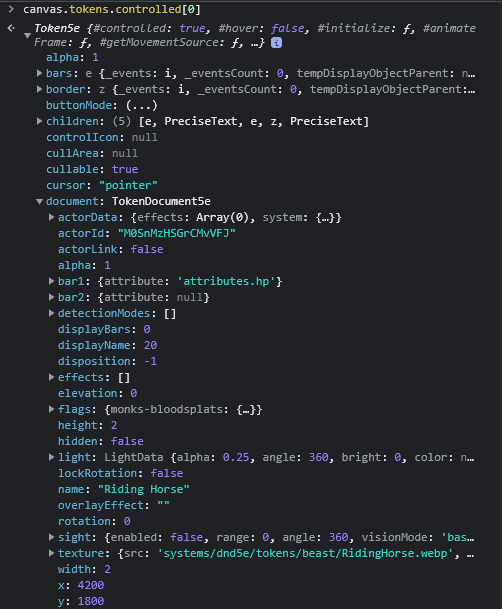 > canvas.tokens.controlled[0]
Token5e {#controlled: true, #hover: false, #initialize: ƒ, #animate
Frame: ƒ, #getMovementSource: ƒ, …} i
alpha: 1
bars: e {_events: i, _eventsCount: 0, tempDisplayObjectParent: n…
border: z {_events: i, _eventsCount: 0, tempDisplayObjectParent:…
buttonMode: (...)
children: (5) [e, PreciseText, e, z, PreciseText]
controlIcon: null
cullArea: null
cullable: true
cursor: "pointer"
document: TokenDocument5e
actorData: {effects: Array(0), system: {…}}
actorId: "M0SnMzHSGrCMvVFJ"
actorLink: false
alpha: 1
bar1: {attribute: 'attributes.hp'}
bar2: {attribute: null}
detectionModes: []
displayBars: 0
displayName: 20
disposition: -1
effects: []
elevation: 0
flags: {monks-bloodsplats: {…}}
height: 2
hidden: false
light: LightData {alpha: 0.25, angle: 360, bright: 0, color: n…
lockRotation: false
name: "Riding Horse"
overlayEffect: ""
rotation: 0
sight: {enabled: false, range: 0, angle: 360, visionMode: 'bas…
texture: {src: 'systems/dnd5e/tokens/beast/RidingHorse.webp', …
width: 2
x: 4200
y: 1800